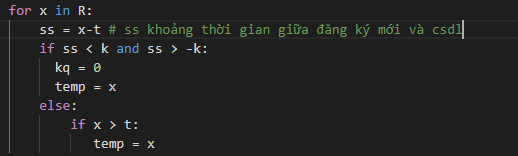 for x in R:
ss = x-t # ss khoảng thời gian giữa đăng ký mới và csdl
if ss < k and ss > -k:
kq = 0
temp = x
else:
if x > t:
temp = x